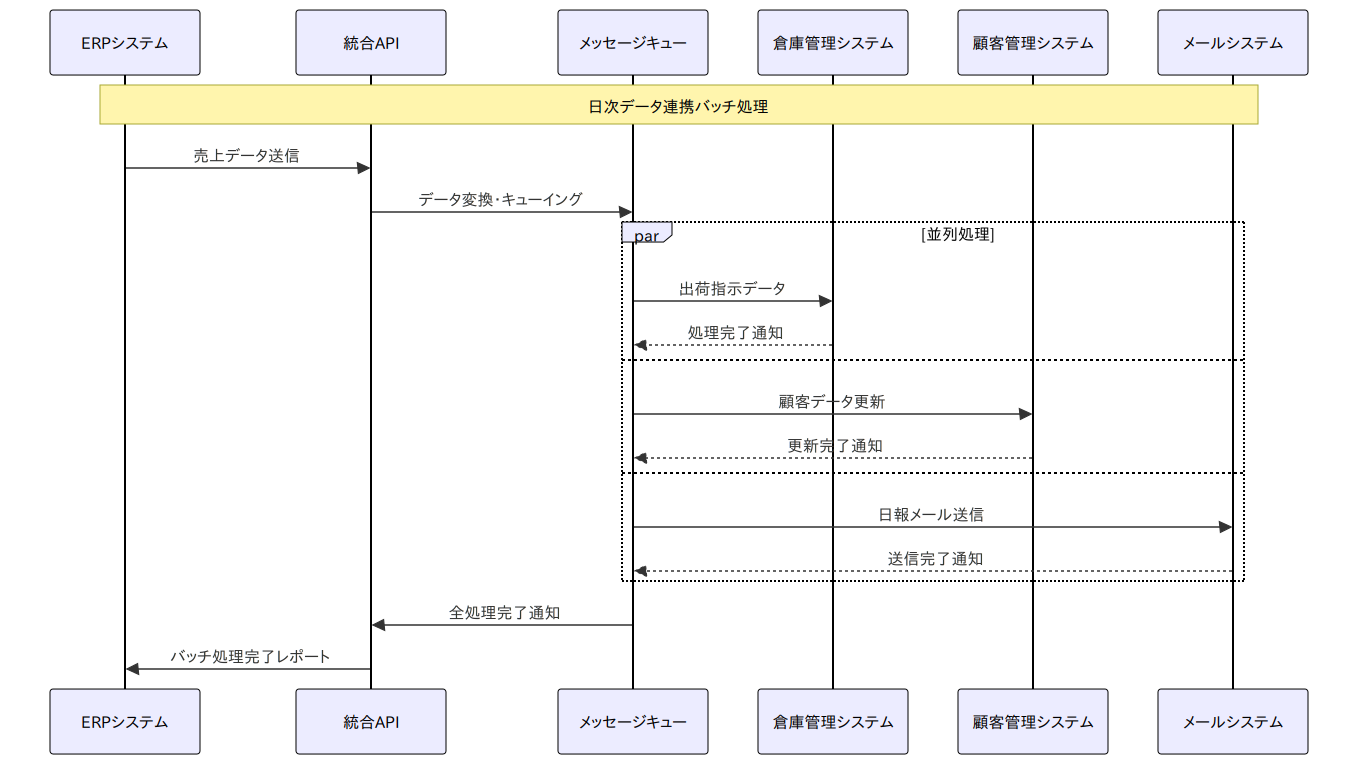 ERPシステム
統合API
メッセージキュー
倉庫管理システム
顧客管理システム
メールシステム
日次データ連携バッチ処理
売上データ送信
データ変換・キューイング
par
[並列処理]
出荷指示データ
処理完了通知
顧客データ更新
更新完了通知
日報メール送信
送信完了通知
全処理完了通知
バッチ処理完了レポート
ERPシステム
統合API
メッセージキュー
倉庫管理システム
顧客管理システム
メールシステム